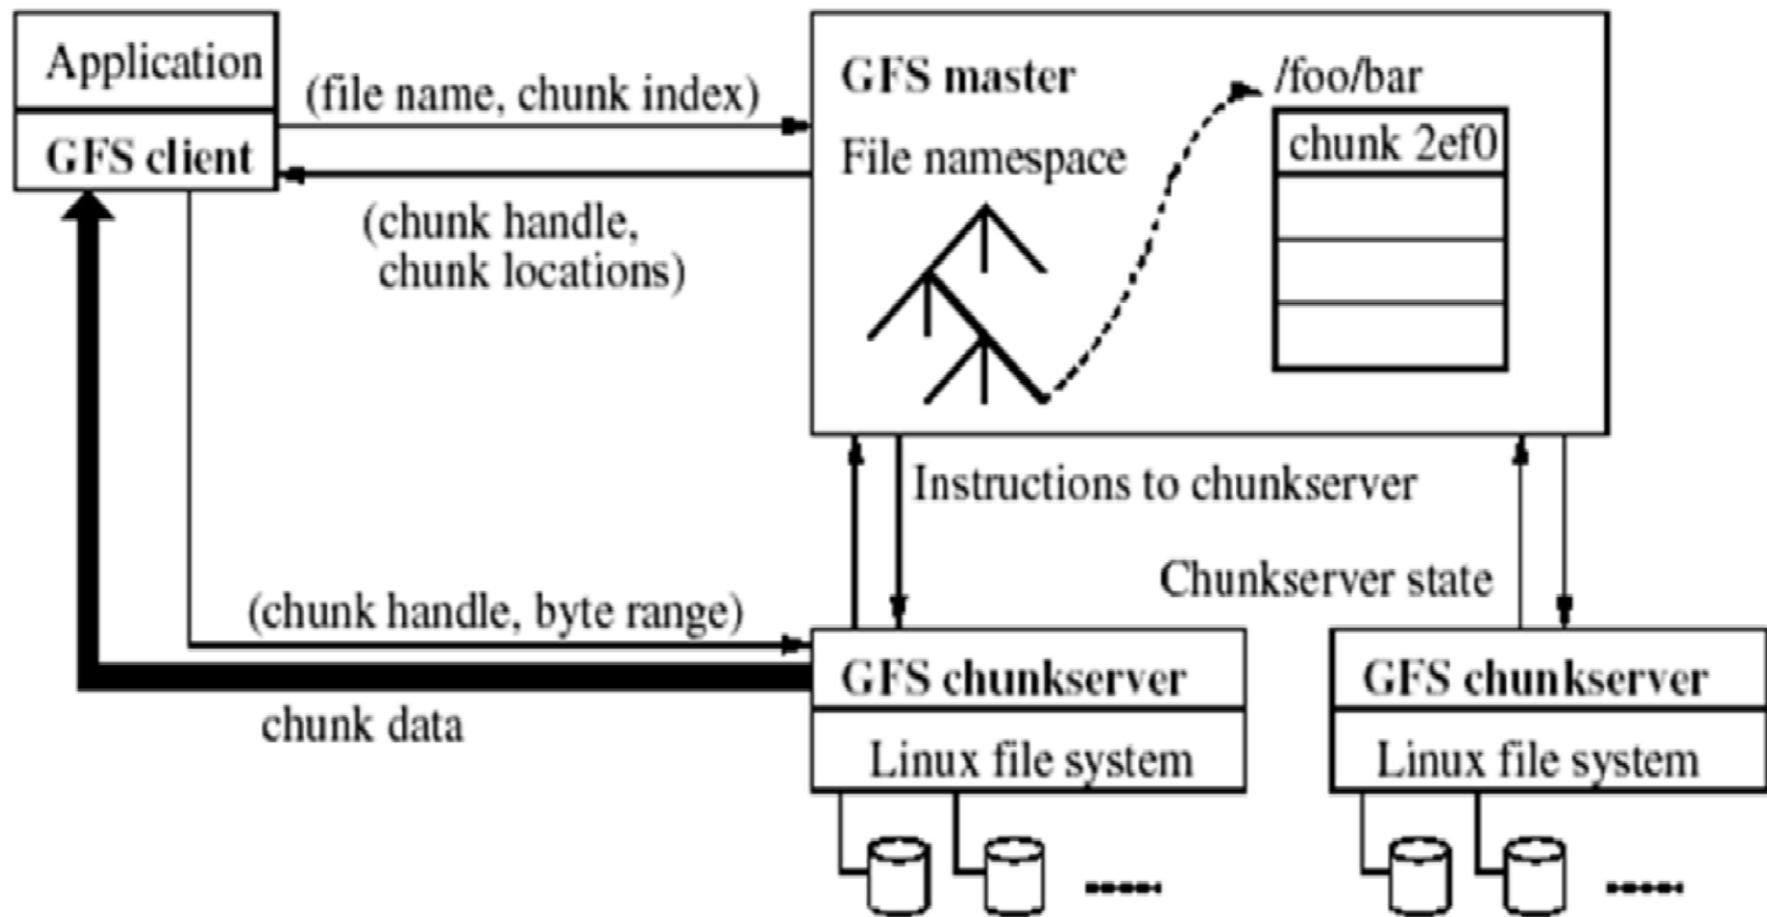 Application
GFS client
(file name, chunk index)
(chunk handle,
chunk locations)
GFS master
File namespace
/foo/bar
chunk 2ef0
Instructions to chunkserver
Chunkserver state
(chunk handle, byte range)
chunk data
GFS chunkserver
Linux file system
GFS chunkserver
Linux file system